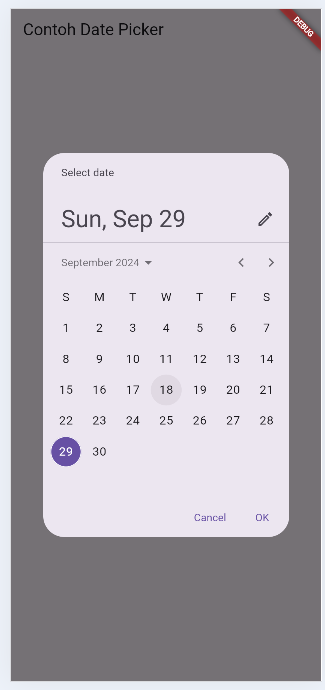 Contoh Date Picker
DEBUG
Select date
Sun, Sep 29
September 2024
S M T W T F S
1 2 3 4 5 6 7
8 9 10 11 12 13 14
15 16 17 18 19 20 21
22 23 24 25 26 27 28
29 30
Cancel OK